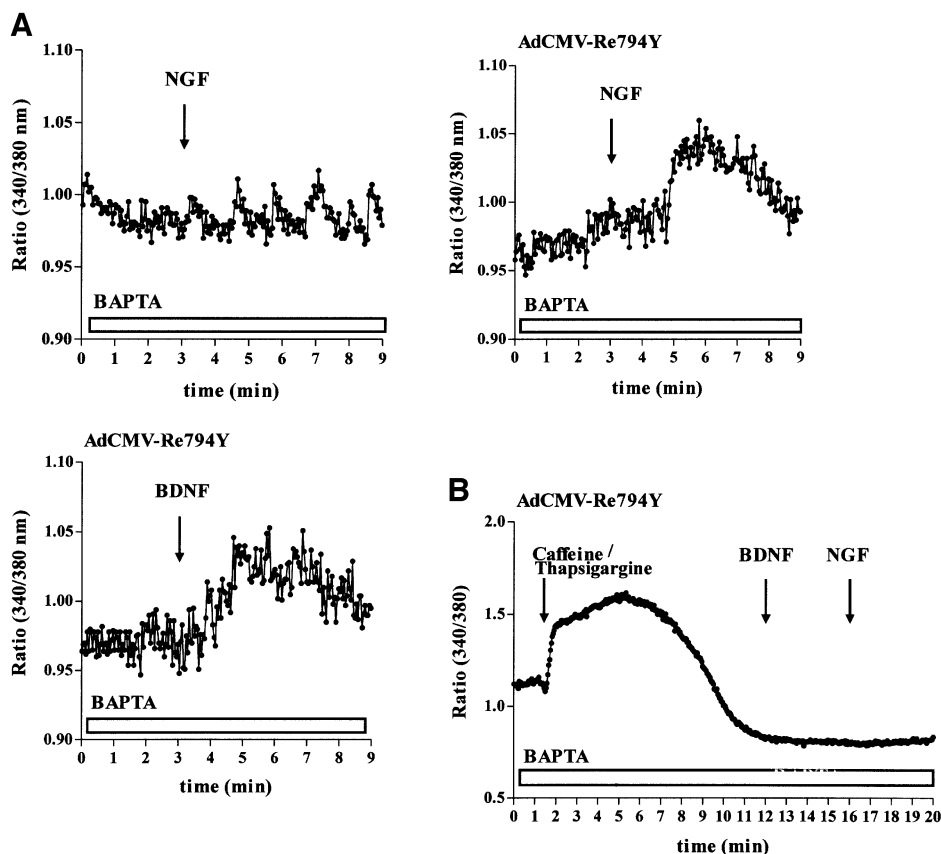 A
1.10
1.05
1.00
0.95
0.90
Ratio (340/380 nm)
NGF
BAPTA
0 1 2 3 4 5 6 7 8 9
time (min)
AdCMV-Re794Y
1.10
1.05
1.00
0.95
0.90
Ratio (340/380 nm)
NGF
BAPTA
0 1 2 3 4 5 6 7 8 9
time (min)
AdCMV-Re794Y
1.10
1.05
1.00
0.95
0.90
Ratio (340/380 nm)
BDNF
BAPTA
0 1 2 3 4 5 6 7 8 9
time (min)
B
AdCMV-Re794Y
2.0
1.5
1.0
0.5
Ratio (340/380)
Caffeine /
Thapsigargine
BDNF
NGF
BAPTA
0 1 2 3 4 5 6 7 8 9 10 11 12 13 14 15 16 17 18 19 20
time (min)